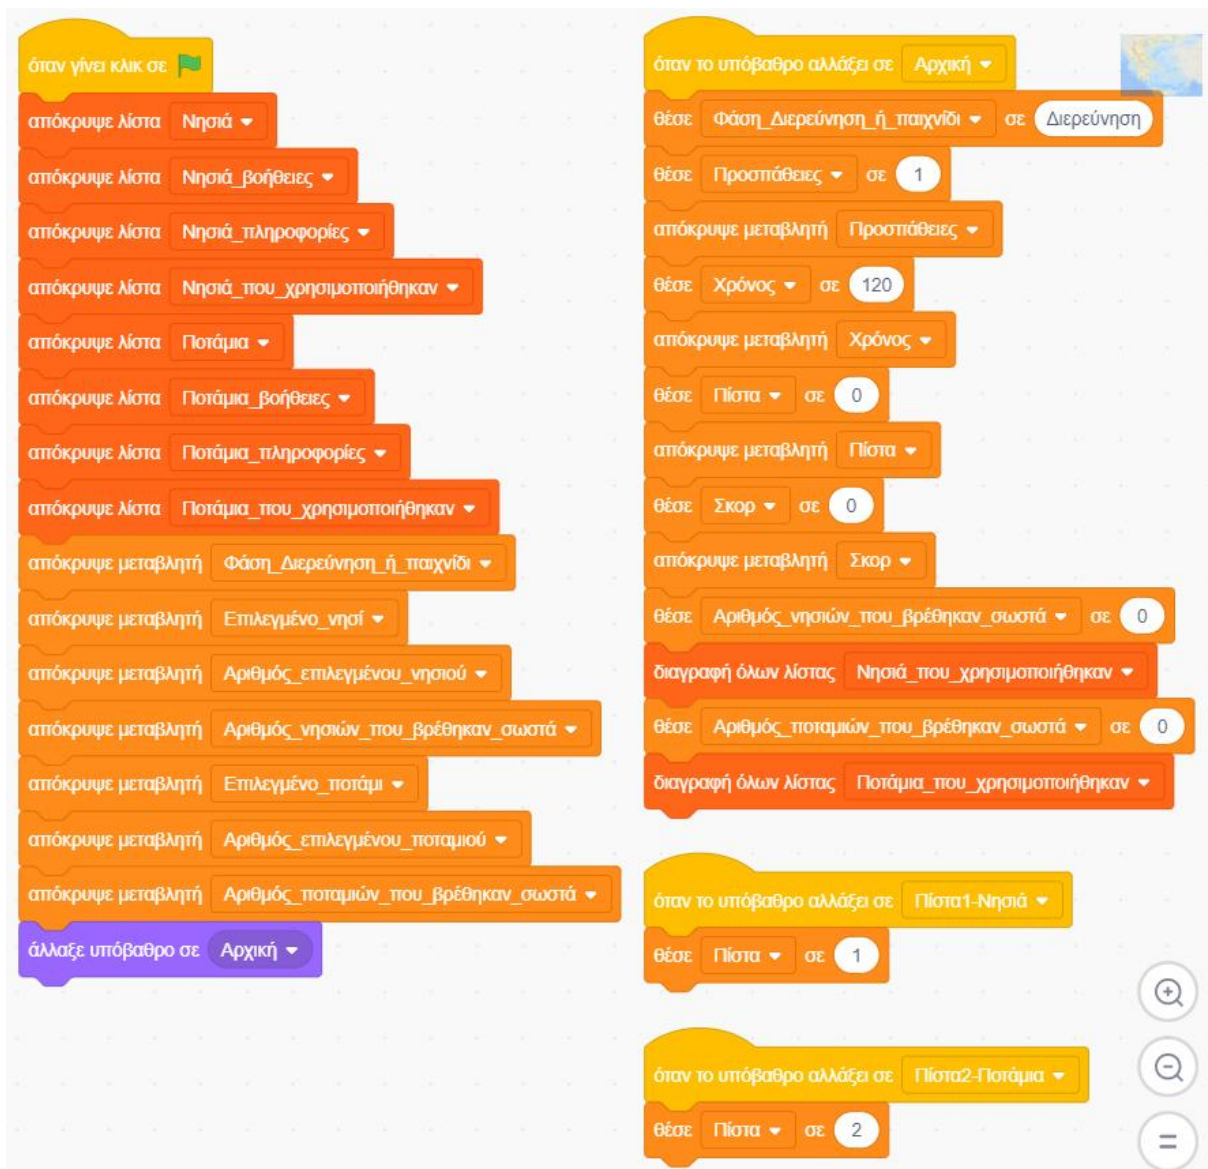 όταν γίνει κλικ σε
απόκρυψε λίστα Νησιά
απόκρυψε λίστα Νησιά_βοήθειες
απόκρυψε λίστα Νησιά_πληροφορίες
απόκρυψε λίστα Νησιά_που_χρησιμοποιήθηκαν
απόκρυψε λίστα Ποτάμια
απόκρυψε λίστα Ποτάμια_βοήθειες
απόκρυψε λίστα Ποτάμια_πληροφορίες
απόκρυψε λίστα Ποτάμια_που_χρησιμοποιήθηκαν
απόκρυψε μεταβλητή Φάση_Διερεύνηση_ή_παιχνίδι
απόκρυψε μεταβλητή Επιλεγμένο_νησί
απόκρυψε μεταβλητή Αριθμός_επιλεγμένου_νησιού
απόκρυψε μεταβλητή Αριθμός_νησιών_που_βρέθηκαν_σωστά
απόκρυψε μεταβλητή Επιλεγμένο_ποτάμι
απόκρυψε μεταβλητή Αριθμός_επιλεγμένου_ποταμιού
απόκρυψε μεταβλητή Αριθμός_ποταμιών_που_βρέθηκαν_σωστά
άλλαξε υπόβαθρο σε Αρχική
όταν το υπόβαθρο αλλάξει σε Αρχική
θέσε Φάση_Διερεύνηση_ή_παιχνίδι σε Διερεύνηση
θέσε Προσπάθειες σε 1
απόκρυψε μεταβλητή Προσπάθειες
θέσε Χρόνος σε 120
απόκρυψε μεταβλητή Χρόνος
θέσε Πίστα σε 0
απόκρυψε μεταβλητή Πίστα
θέσε Σκορ σε 0
απόκρυψε μεταβλητή Σκορ
θέσε Αριθμός_νησιών_που_βρέθηκαν_σωστά σε 0
διαγραφή όλων λίστας Νησιά_που_χρησιμοποιήθηκαν
θέσε Αριθμός_ποταμιών_που_βρέθηκαν_σωστά σε 0
διαγραφή όλων λίστας Ποτάμια_που_χρησιμοποιήθηκαν
όταν το υπόβαθρο αλλάξει σε Πίστα1-Νησιά
θέσε Πίστα σε 1
όταν το υπόβαθρο αλλάξει σε Πίστα2-Ποτάμια
θέσε Πίστα σε 2